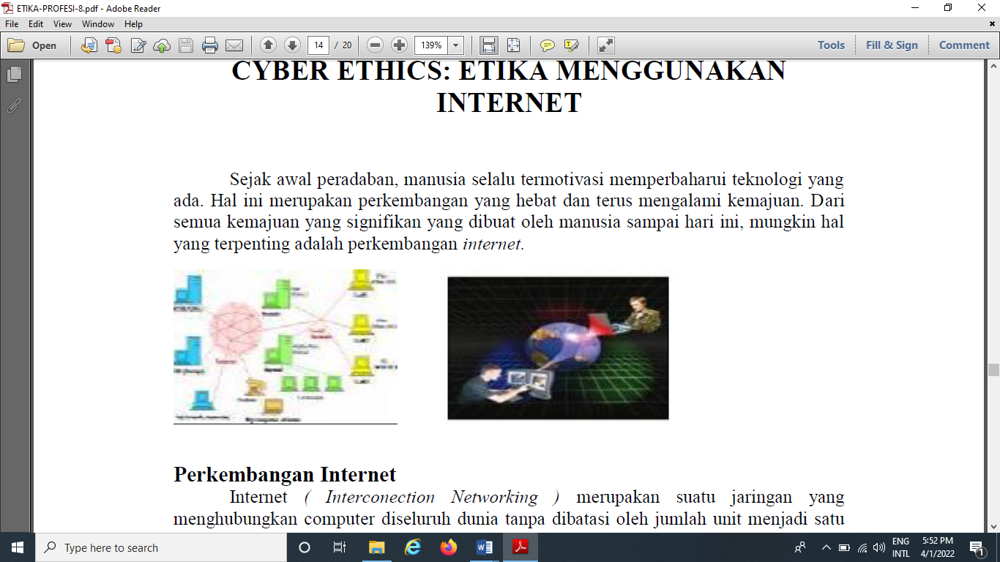 ETIKA-PROFESI-8.pdf - Adobe Reader
File Edit View Window Help
Open 14 / 20 139% Tools Fill & Sign Comment
CYBER ETHICS: ETIKA MENGGUNAKAN
INTERNET
Sejak awal peradaban, manusia selalu termotivasi memperbaharui teknologi yang
ada. Hal ini merupakan perkembangan yang hebat dan terus mengalami kemajuan. Dari
semua kemajuan yang signifikan yang dibuat oleh manusia sampai hari ini, mungkin hal
yang terpenting adalah perkembangan internet.
Perkembangan Internet
Internet ( Interconection Networking ) merupakan suatu jaringan yang
menghubungkan computer diseluruh dunia tanpa dibatasi oleh jumlah unit menjadi satu
Type here to search
ENG
INTL
5:52 PM
4/1/2022
1